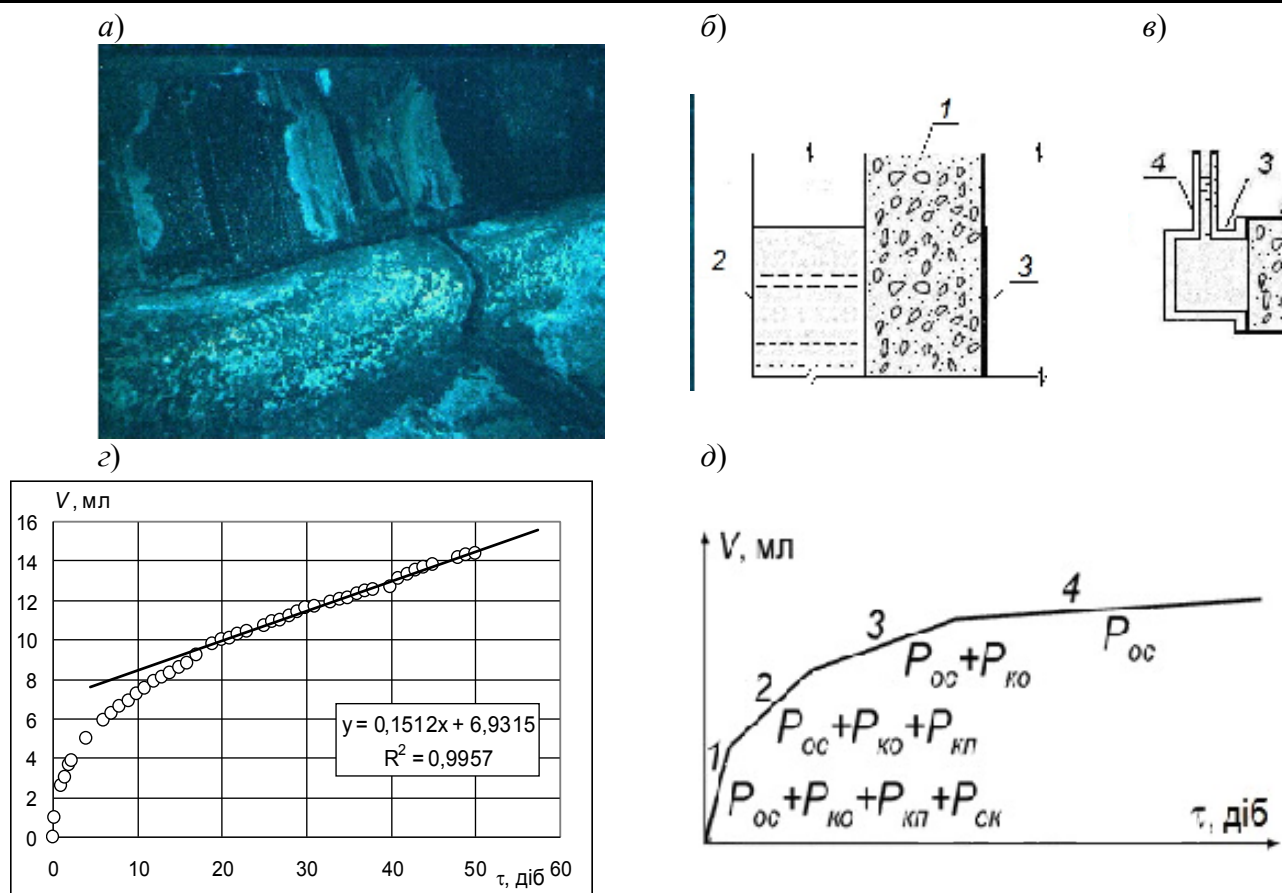 а)
б)
в)
1
2
3
4
3
г)
V, мл
16
14
12
10
8
6
4
2
0
y = 0,1512x + 6,9315
R² = 0,9957
0 10 20 30 40 50 60
τ, діб
д)
V, мл
1
2
3
4
Pос
Pос+Pко
Pос+Pко+Pкп
Pос+Pко+Pкп+Pск
τ, діб